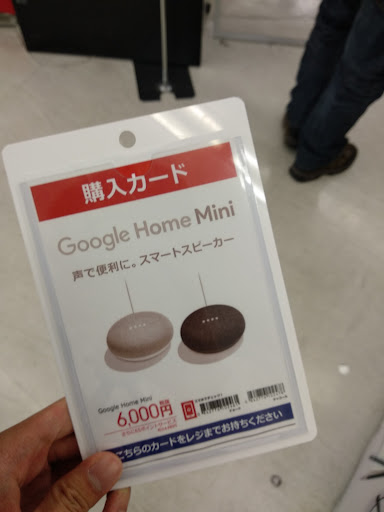 購入カード
Google Home Mini
声で便利に。スマートスピーカー
Google Home Mini
6,000円 税抜
こちらのカードをレジまでお持ちください